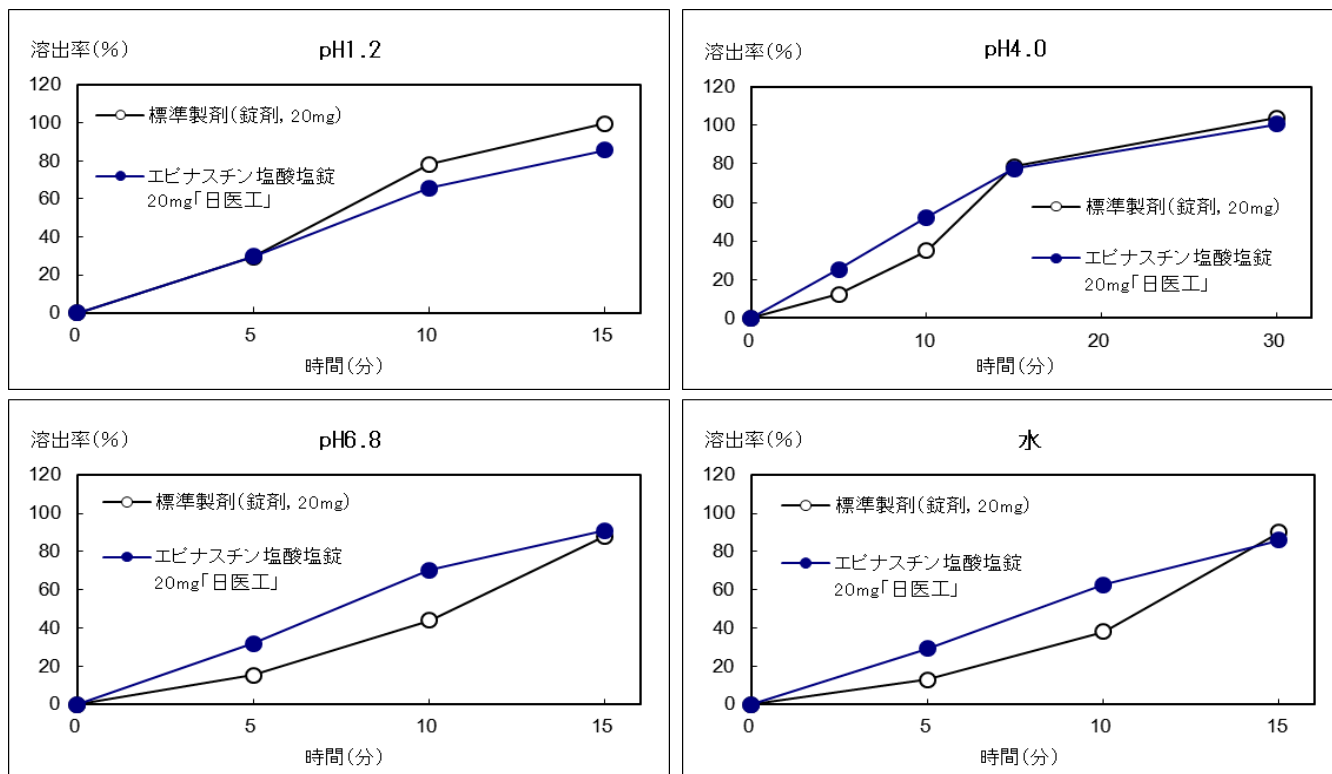 溶出率(%)
pH1.2
120
100
80
60
40
20
0
標準製剤(錠剤, 20mg)
エピナスチン塩酸塩錠
20mg「日医工」
0 5 10 15
時間(分)
溶出率(%)
pH4.0
120
100
80
60
40
20
0
標準製剤(錠剤, 20mg)
エピナスチン塩酸塩錠
20mg「日医工」
0 10 20 30
時間(分)
溶出率(%)
pH6.8
120
100
80
60
40
20
0
標準製剤(錠剤, 20mg)
エピナスチン塩酸塩錠
20mg「日医工」
0 5 10 15
時間(分)
溶出率(%)
水
120
100
80
60
40
20
0
標準製剤(錠剤, 20mg)
エピナスチン塩酸塩錠
20mg「日医工」
0 5 10 15
時間(分)